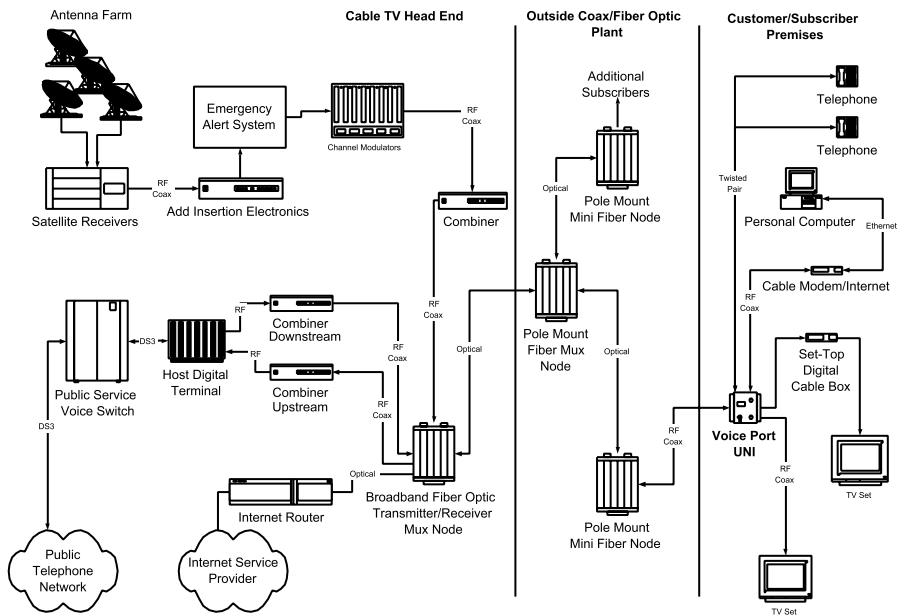 Antenna Farm
Cable TV Head End
Outside Coax/Fiber Optic
Plant
Customer/Subscriber
Premises
Emergency
Alert System
Channel Modulators
RF
Coax
Additional
Subscribers
Telephone
Telephone
Satellite Receivers
RF
Coax
Add Insertion Electronics
Combiner
Optical
Pole Mount
Mini Fiber Node
Twisted
Pair
Personal Computer
Ethernet
Cable Modem/Internet
RF
Coax
Public Service
Voice Switch
DS3
DS3
Host Digital
Terminal
RF
RF
Combiner
Downstream
Combiner
Upstream
RF
Coax
RF
Coax
RF
Coax
Optical
Pole Mount
Fiber Mux
Node
Optical
Set-Top
Digital
Cable Box
Voice Port
UNI
RF
Coax
RF
Coax
TV Set
Optical
Internet Router
Broadband Fiber Optic
Transmitter/Receiver
Mux Node
Pole Mount
Mini Fiber Node
Public
Telephone
Network
Internet Service
Provider
TV Set